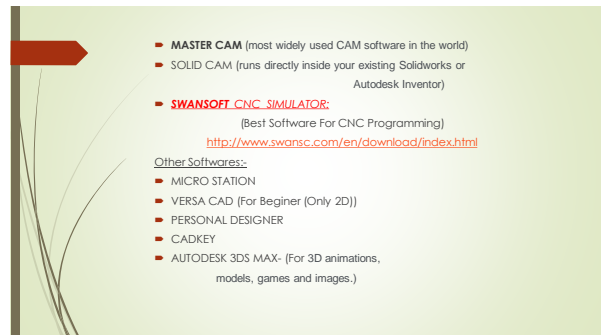 MASTER CAM (most widely used CAM software in the world)
SOLID CAM (runs directly inside your existing Solidworks or
Autodesk Inventor)
SWANSOFT CNC SIMULATOR:
(Best Software For CNC Programming)
http://www.swansc.com/en/download/index.html
Other Softwares:-
MICRO STATION
VERSA CAD (For Beginer (Only 2D))
PERSONAL DESIGNER
CADKEY
AUTODESK 3DS MAX- (For 3D animations,
models, games and images.)